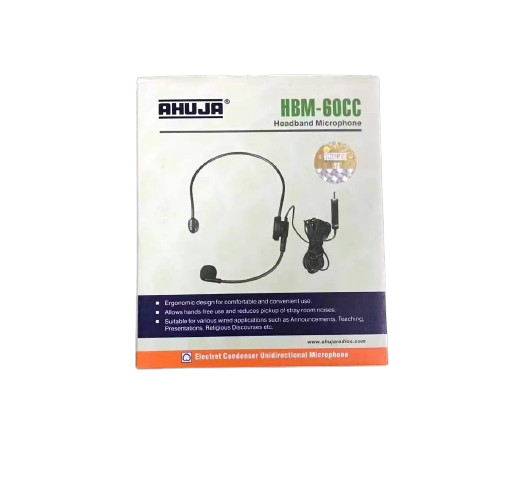 AHUJA®
HBM-60CC
Headband Microphone
Ergonomic design for comfortable and convenient use.
Allows hands-free use and reduces pickup of stray room noises.
Suitable for various wired applications such as Announcements, Teaching,
Presentations, Religious Discourses etc.
www.ahujaradios.com
Electret Condenser Unidirectional Microphone